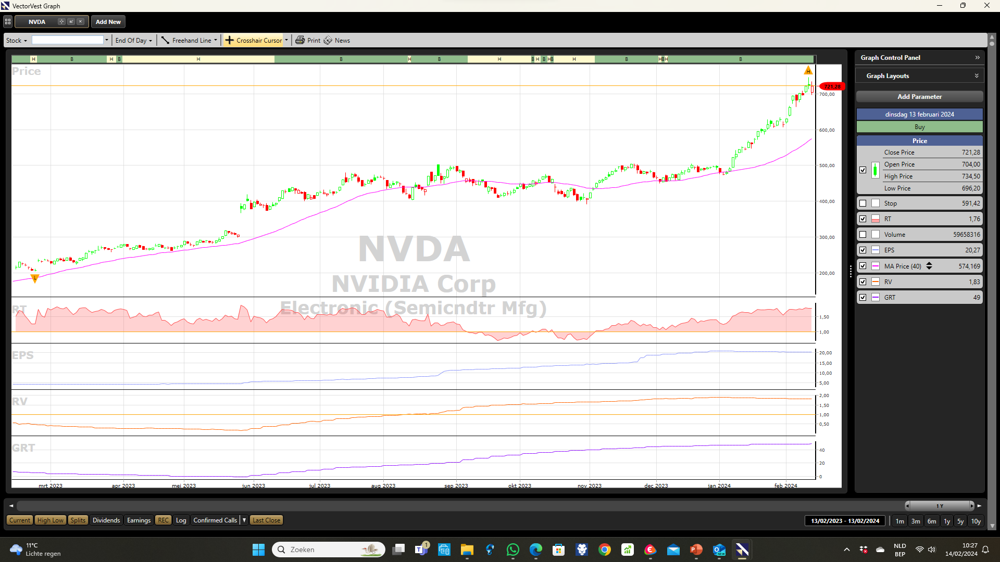 VectorVest Graph
NVDA
Add New
Stock
End Of Day
Freehand Line
Crosshair Cursor
Print
News
H B H B H B H B H B H B H B H B H B H B
Price
H
721,28
700,00
600,00
500,00
400,00
300,00
200,00
L
NVDA
NVIDIA Corp
Electronic (Semicndtr Mfg)
RT
1,50
1,00
EPS
20,00
15,00
10,00
5,00
RV
2,00
1,50
1,00
0,50
GRT
40
20
0
mrt 2023 apr 2023 mei 2023 jun 2023 jul 2023 aug 2023 sep 2023 okt 2023 nov 2023 dec 2023 jan 2024 feb 2024
Graph Control Panel
Graph Layouts
Add Parameter
dinsdag 13 februari 2024
Buy
Price
Close Price 721,28
Open Price 704,00
High Price 734,50
Low Price 696,20
Stop 591,42
RT 1,76
Volume 59658316
EPS 20,27
MA Price (40) 574,169
RV 1,83
GRT 49
1 Y
Current High Low Splits Dividends Earnings REC Log Confirmed Calls Last Close
13/02/2023 - 13/02/2024 1m 3m 6m 1y 5y 10y
11°C
Lichte regen
Zoeken
1
NEW
NLD
BEP
10:27
14/02/2024